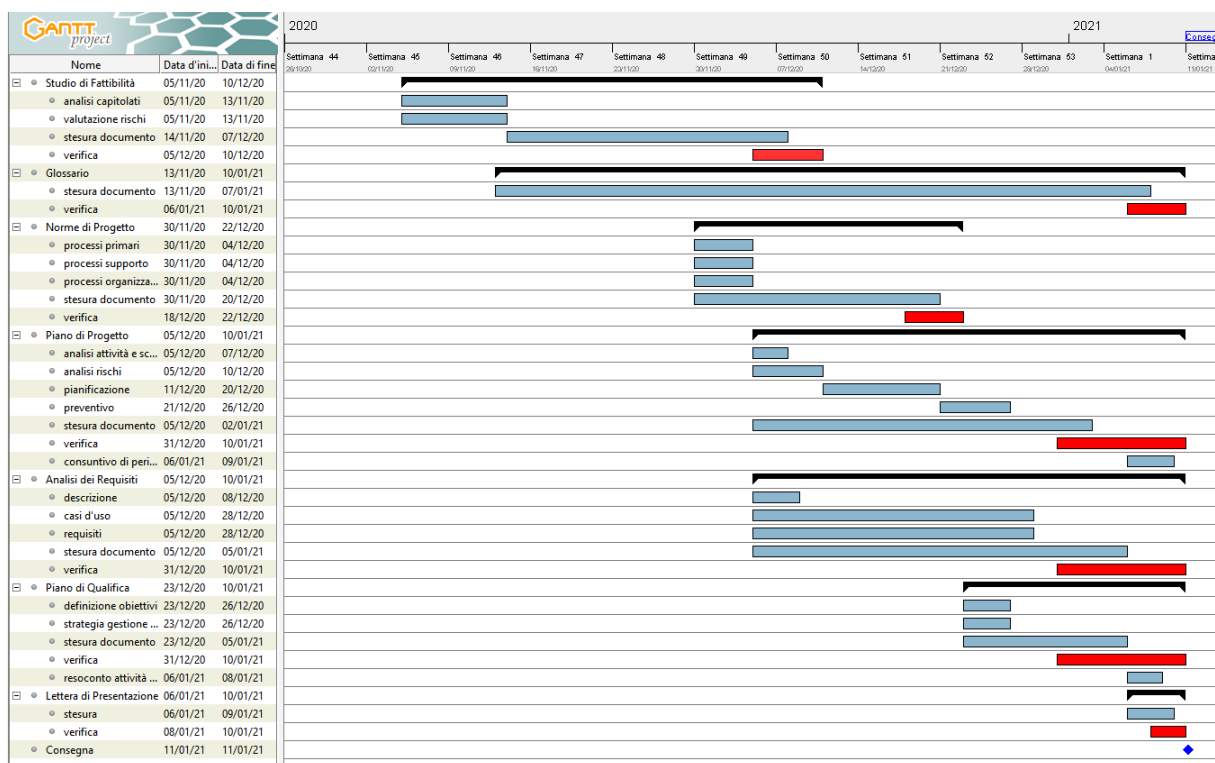 GANTT
project
2020
2021
Conseg
Nome Data d'ini... Data di fine
Settimana 44 Settimana 45 Settimana 46 Settimana 47 Settimana 48 Settimana 49 Settimana 50 Settimana 51 Settimana 52 Settimana 53 Settimana 1 Settima
26/10/20 02/11/20 09/11/20 16/11/20 23/11/20 30/11/20 07/12/20 14/12/20 21/12/20 28/12/20 04/01/21 11/01/21
Studio di Fattibilità 05/11/20 10/12/20
analisi capitolati 05/11/20 13/11/20
valutazione rischi 05/11/20 13/11/20
stesura documento 14/11/20 07/12/20
verifica 05/12/20 10/12/20
Glossario 13/11/20 10/01/21
stesura documento 13/11/20 07/01/21
verifica 06/01/21 10/01/21
Norme di Progetto 30/11/20 22/12/20
processi primari 30/11/20 04/12/20
processi supporto 30/11/20 04/12/20
processi organizza... 30/11/20 04/12/20
stesura documento 30/11/20 20/12/20
verifica 18/12/20 22/12/20
Piano di Progetto 05/12/20 10/01/21
analisi attività e sc... 05/12/20 07/12/20
analisi rischi 05/12/20 10/12/20
pianificazione 11/12/20 20/12/20
preventivo 21/12/20 26/12/20
stesura documento 05/12/20 02/01/21
verifica 31/12/20 10/01/21
consuntivo di peri... 06/01/21 09/01/21
Analisi dei Requisiti 05/12/20 10/01/21
descrizione 05/12/20 08/12/20
casi d'uso 05/12/20 28/12/20
requisiti 05/12/20 28/12/20
stesura documento 05/12/20 05/01/21
verifica 31/12/20 10/01/21
Piano di Qualifica 23/12/20 10/01/21
definizione obiettivi 23/12/20 26/12/20
strategia gestione ... 23/12/20 26/12/20
stesura documento 23/12/20 05/01/21
verifica 31/12/20 10/01/21
resoconto attività ... 06/01/21 08/01/21
Lettera di Presentazione 06/01/21 10/01/21
stesura 06/01/21 09/01/21
verifica 08/01/21 10/01/21
Consegna 11/01/21 11/01/21